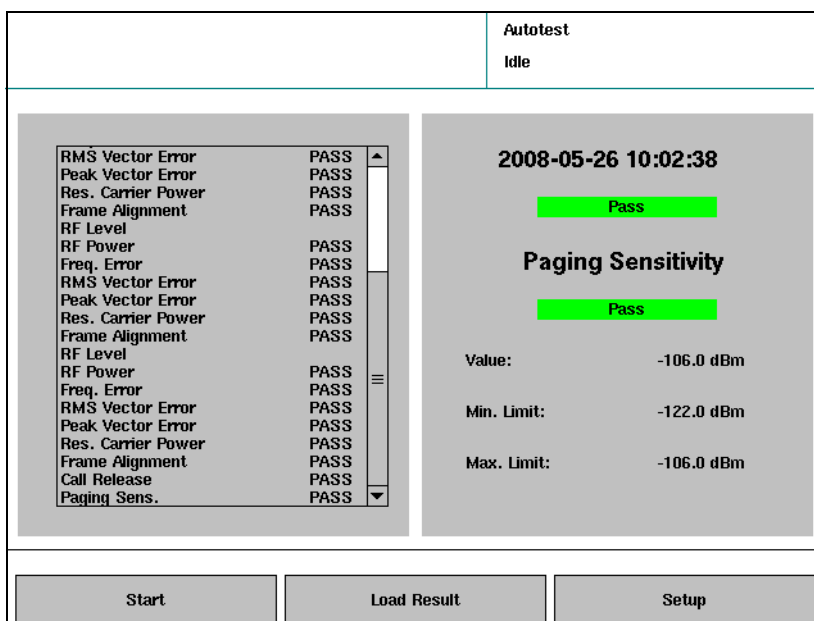 Autotest
Idle
RMS Vector Error PASS
Peak Vector Error PASS
Res. Carrier Power PASS
Frame Alignment PASS
RF Level
RF Power PASS
Freq. Error PASS
RMS Vector Error PASS
Peak Vector Error PASS
Res. Carrier Power PASS
Frame Alignment PASS
RF Level
RF Power PASS
Freq. Error PASS
RMS Vector Error PASS
Peak Vector Error PASS
Res. Carrier Power PASS
Frame Alignment PASS
Call Release PASS
Paging Sens. PASS
2008-05-26 10:02:38
Pass
Paging Sensitivity
Pass
Value: -106.0 dBm
Min. Limit: -122.0 dBm
Max. Limit: -106.0 dBm
Start
Load Result
Setup